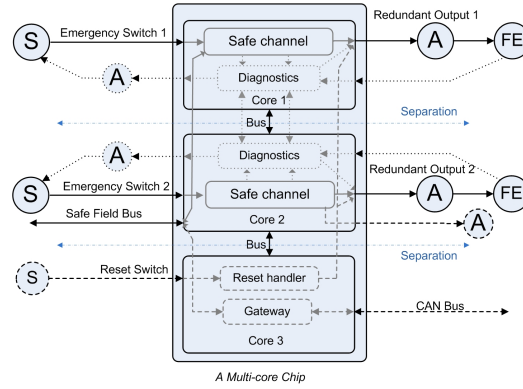 S
Emergency Switch 1
Safe channel
Redundant Output 1
A
FE
A
Diagnostics
Core 1
Bus
Separation
A
Diagnostics
S
Emergency Switch 2
Safe channel
Redundant Output 2
A
FE
Safe Field Bus
Core 2
A
Bus
Separation
S
Reset Switch
Reset handler
Gateway
CAN Bus
Core 3
A Multi-core Chip